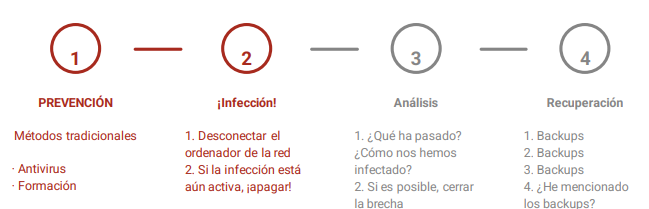 1
PREVENCIÓN
Métodos tradicionales
· Antivirus
· Formación
2
¡Infección!
1. Desconectar el
ordenador de la red
2. Si la infección está
aún activa, ¡apagar!
3
Análisis
1. ¿Qué ha pasado?
¿Cómo nos hemos
infectado?
2. Si es posible, cerrar
la brecha
4
Recuperación
1. Backups
2. Backups
3. Backups
4. ¿He mencionado
los backups?